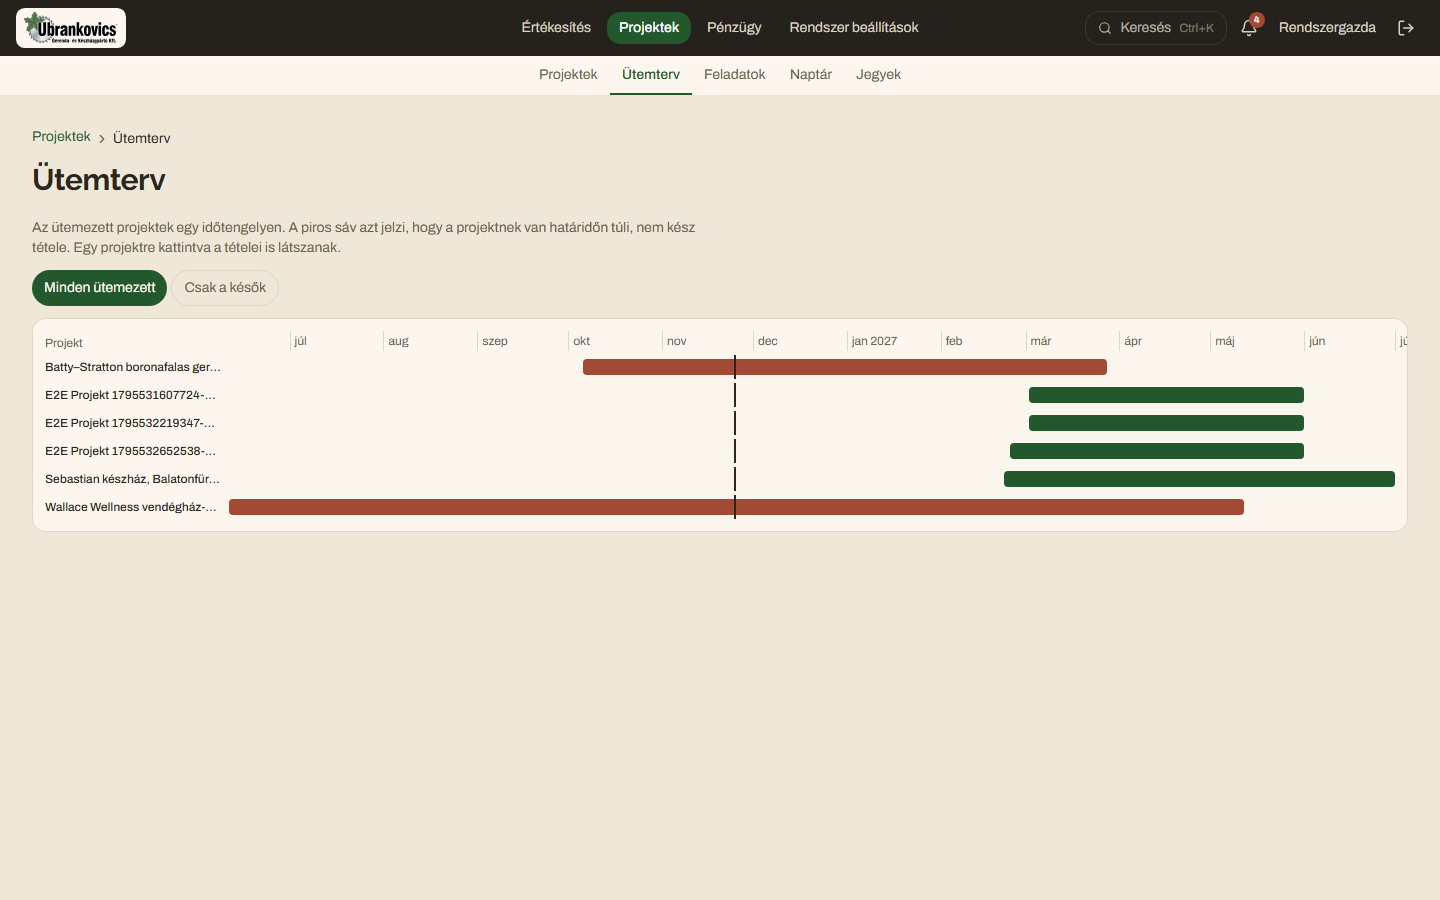 Ubrankovics
Gerenda- és Készházgyártó Kft.
Értékesítés
Projektek
Pénzügy
Rendszer beállítások
Keresés Ctrl+K
4
Rendszergazda
Projektek
Ütemterv
Feladatok
Naptár
Jegyek
Projektek > Ütemterv
Ütemterv
Az ütemezett projektek egy időtengelyen. A piros sáv azt jelzi, hogy a projektnek van határidőn túli, nem kész
tétele. Egy projektre kattintva a tételei is látszanak.
Minden ütemezett
Csak a késők
Projekt
júl
aug
szep
okt
nov
dec
jan 2027
feb
már
ápr
máj
jún
Batty–Stratton boronafalas ger...
E2E Projekt 1795531607724-...
E2E Projekt 1795532219347-...
E2E Projekt 1795532652538-...
Sebastian készház, Balatonfür...
Wallace Wellness vendégház-...